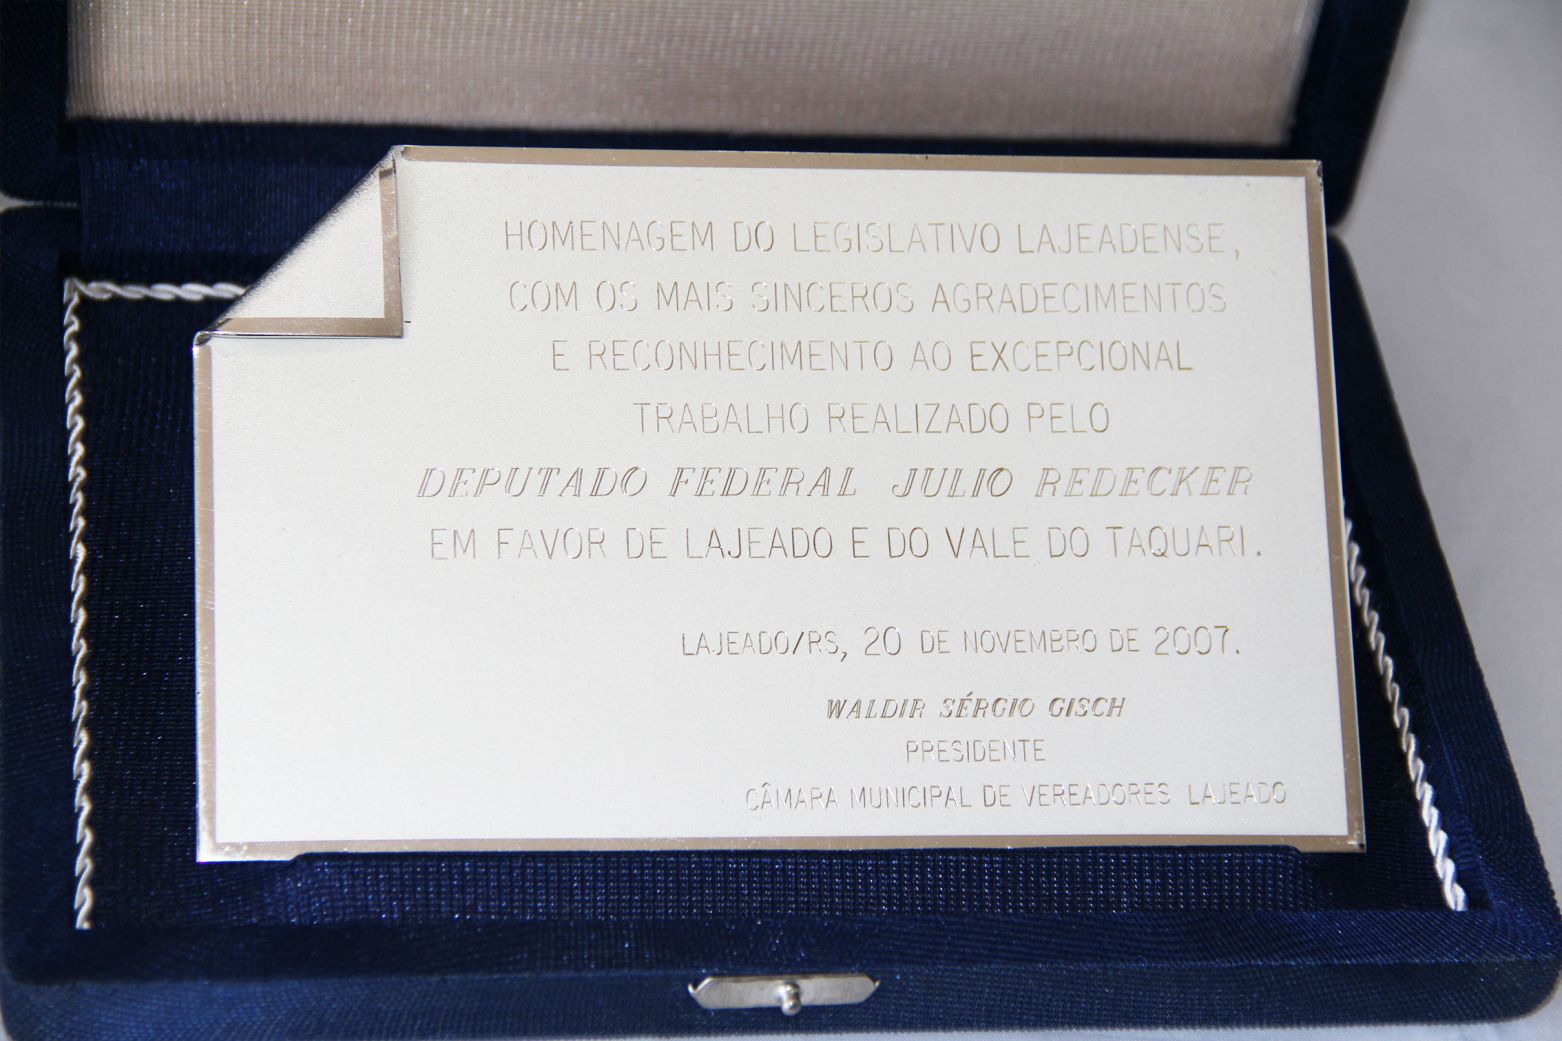 HOMENAGEM DO LEGISLATIVO LAJEADENSE,
COM OS MAIS SINCEROS AGRADECIMENTOS
E RECONHECIMENTO AO EXCEPCIONAL
TRABALHO REALIZADO PELO
DEPUTADO FEDERAL JULIO REDECKER
EM FAVOR DE LAJEADO E DO VALE DO TAQUARI.
LAJEADO/RS, 20 DE NOVEMBRO DE 2007.
WALDIR SÉRGIO GISCH
PRESIDENTE
CÂMARA MUNICIPAL DE VEREADORES LAJEADO